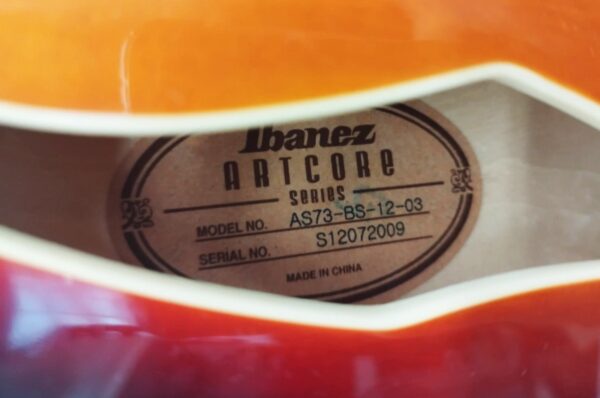 Ibanez
ARTCORE
SERIES
MODEL NO. AS73-BS-12-03
SERIAL NO. S12072009
MADE IN CHINA